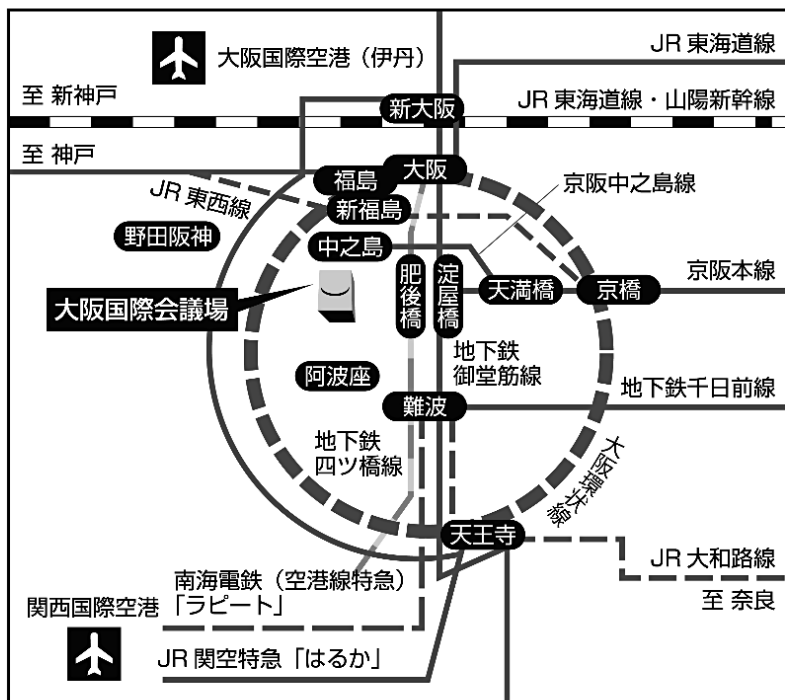 JR 東海道線
大阪国際空港（伊丹）
至 新神戸
新大阪
JR 東海道線・山陽新幹線
至 神戸
大阪
福島
京阪中之島線
JR 東西線
新福島
野田阪神
中之島
肥後橋
淀屋橋
天満橋
京橋
京阪本線
大阪国際会議場
地下鉄
御堂筋線
阿波座
難波
地下鉄千日前線
地下鉄
四ツ橋線
大阪環状線
天王寺
JR 大和路線
南海電鉄（空港線特急）
「ラピート」
関西国際空港
至 奈良
JR 関空特急「はるか」